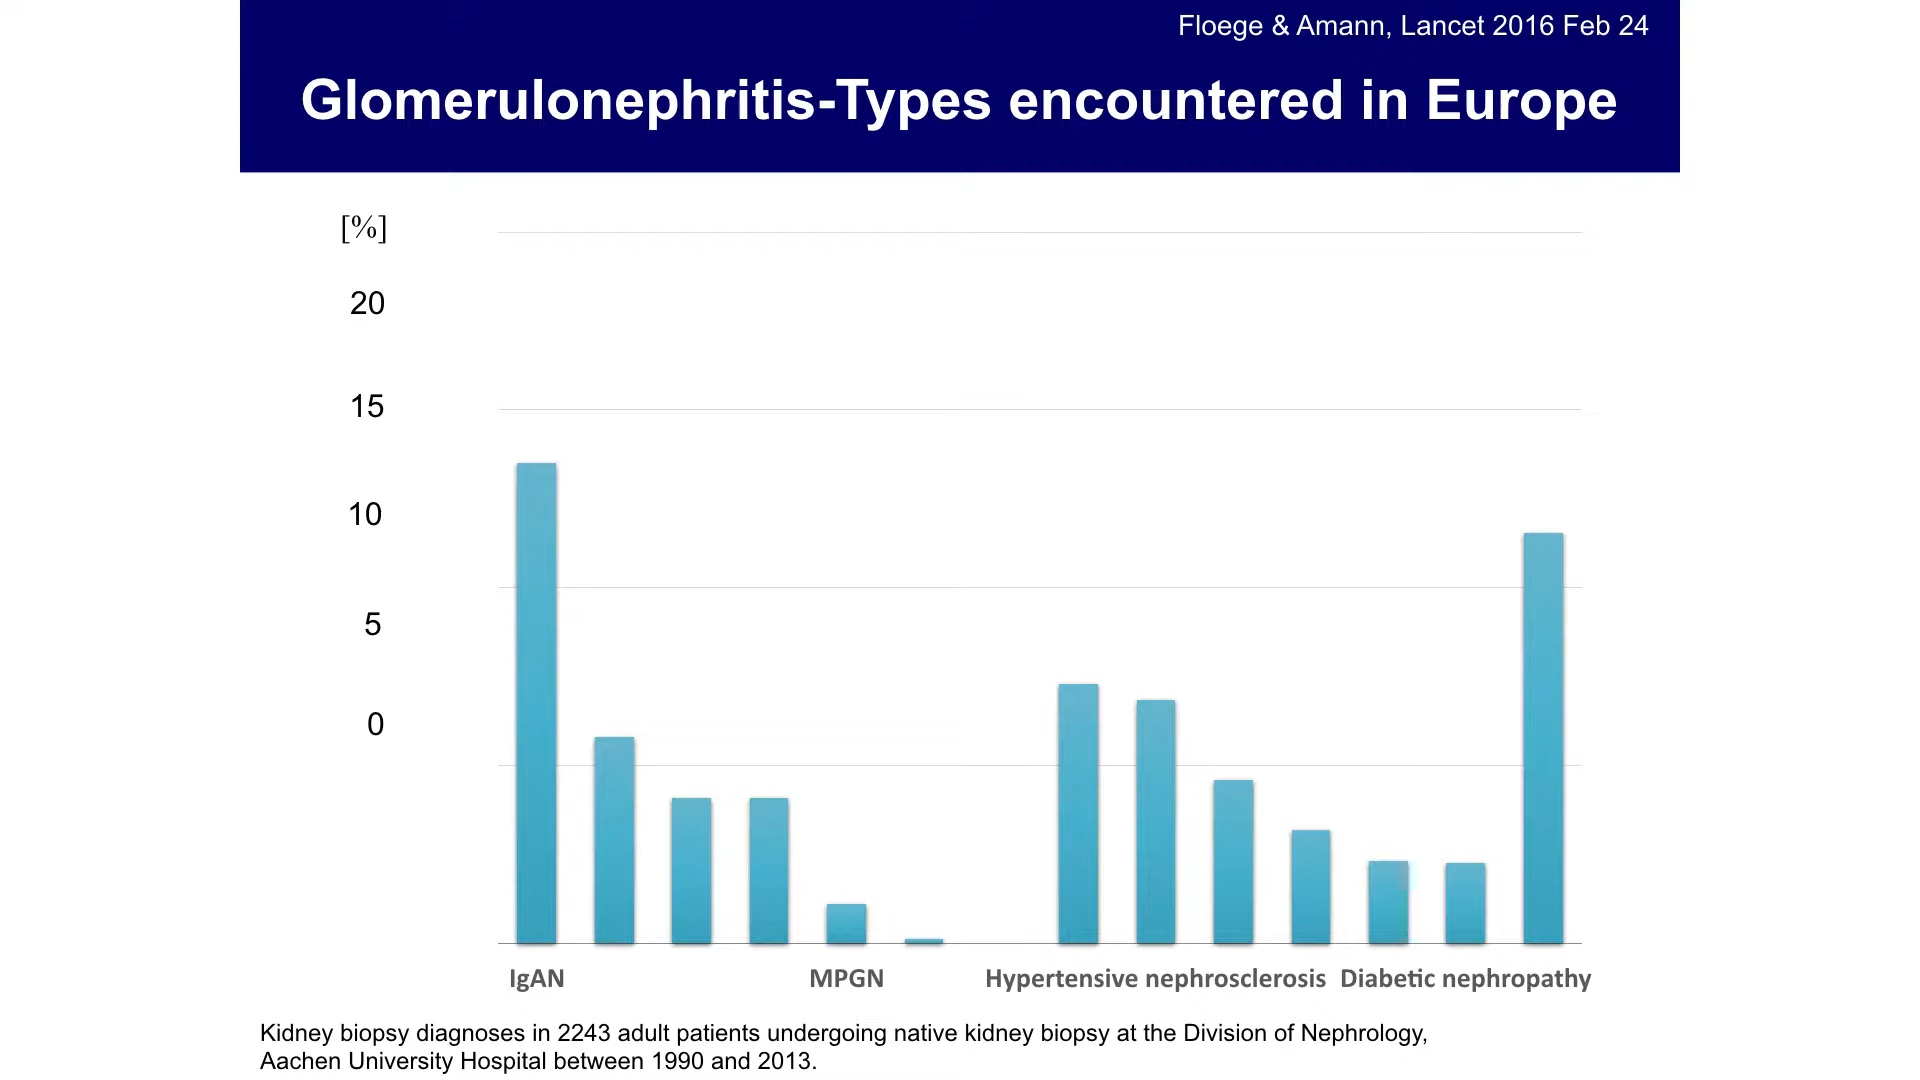 Floege & Amann, Lancet 2016 Feb 24
Glomerulonephritis-Types encountered in Europe
[%]
20
15
10
5
0
IgAN MPGN Hypertensive nephrosclerosis Diabetic nephropathy
Kidney biopsy diagnoses in 2243 adult patients undergoing native kidney biopsy at the Division of Nephrology,
Aachen University Hospital between 1990 and 2013.